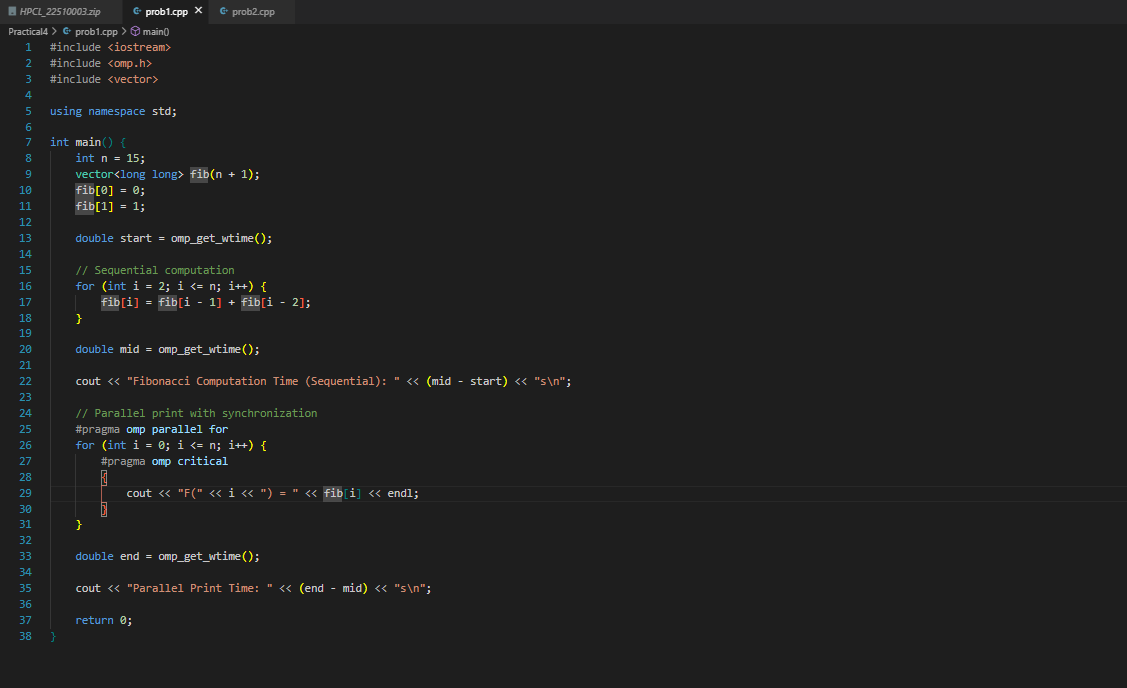 HPCL_22510003.zip prob1.cpp prob2.cpp
Practical4 > prob1.cpp > main()
1 #include <iostream>
2 #include <omp.h>
3 #include <vector>
4
5 using namespace std;
6
7 int main() {
8     int n = 15;
9     vector<long long> fib(n + 1);
10     fib[0] = 0;
11     fib[1] = 1;
12
13     double start = omp_get_wtime();
14
15     // Sequential computation
16     for (int i = 2; i <= n; i++) {
17         fib[i] = fib[i - 1] + fib[i - 2];
18     }
19
20     double mid = omp_get_wtime();
21
22     cout << "Fibonacci Computation Time (Sequential): " << (mid - start) << "s\n";
23
24     // Parallel print with synchronization
25     #pragma omp parallel for
26     for (int i = 0; i <= n; i++) {
27         #pragma omp critical
28         {
29             cout << "F(" << i << ") = " << fib[i] << endl;
30         }
31     }
32
33     double end = omp_get_wtime();
34
35     cout << "Parallel Print Time: " << (end - mid) << "s\n";
36
37     return 0;
38 }